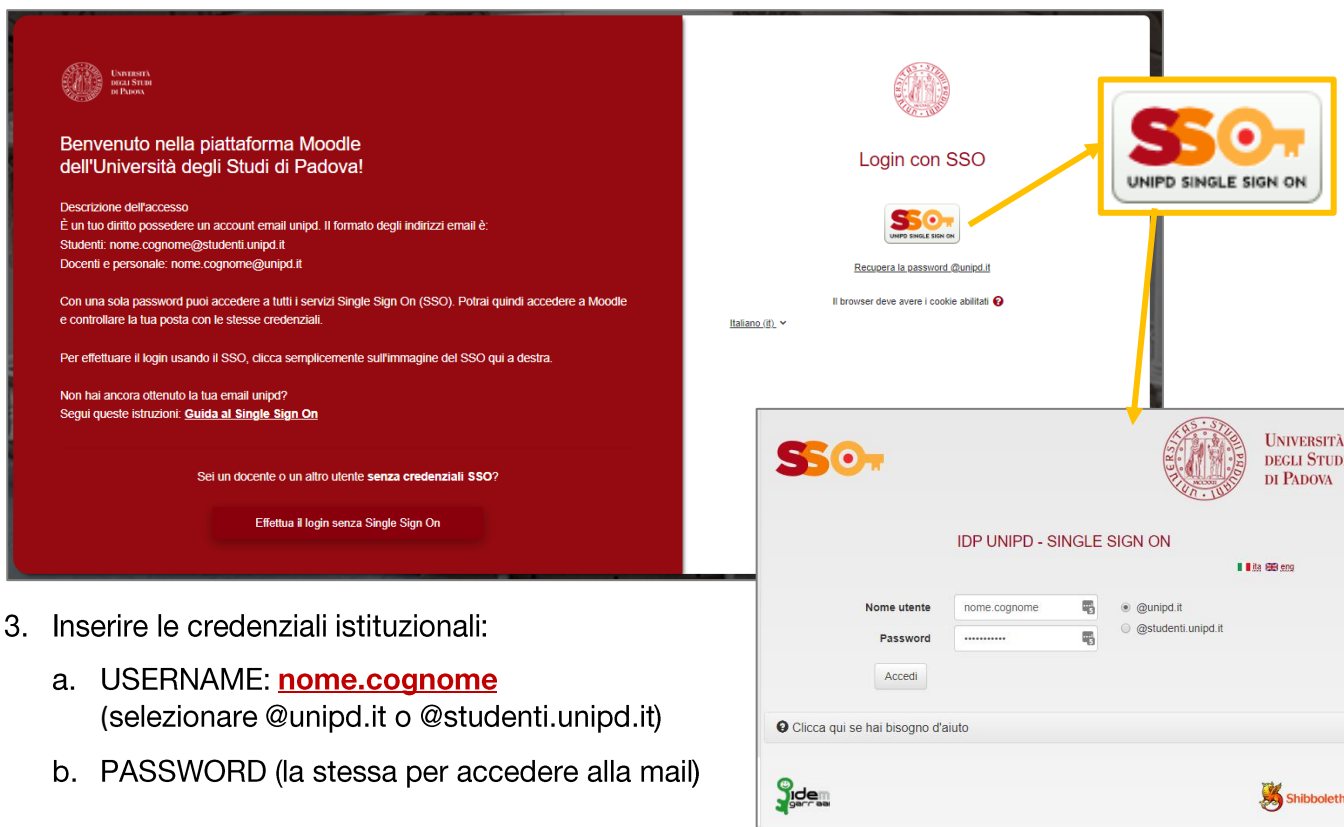 UNIVERSITÀ
DEGLI STUDI
DI PADOVA
Benvenuto nella piattaforma Moodle
dell'Università degli Studi di Padova!
Descrizione dell'accesso
È un tuo diritto possedere un account email unipd. Il formato degli indirizzi email è:
Studenti: nome.cognome@studenti.unipd.it
Docenti e personale: nome.cognome@unipd.it
Con una sola password puoi accedere a tutti i servizi Single Sign On (SSO). Potrai quindi accedere a Moodle
e controllare la tua posta con le stesse credenziali.
Per effettuare il login usando il SSO, clicca semplicemente sull'immagine del SSO qui a destra.
Non hai ancora ottenuto la tua email unipd?
Segui queste istruzioni: Guida al Single Sign On
Sei un docente o un altro utente senza credenziali SSO?
Effettua il login senza Single Sign On
Login con SSO
SSO
UNIPD SINGLE SIGN ON
Recupera la password @unipd.it
Il browser deve avere i cookie abilitati
Italiano (it)
SSO
UNIPD SINGLE SIGN ON
SSO
UNIVERSITÀ
DEGLI STUD
DI PADOVA
IDP UNIPD - SINGLE SIGN ON
ita eng
Nome utente nome.cognome @unipd.it
@studenti.unipd.it
Password
Accedi
Clicca qui se hai bisogno d'aiuto
idem
garr aai
Shibboleth
3. Inserire le credenziali istituzionali:
a. USERNAME: nome.cognome
(selezionare @unipd.it o @studenti.unipd.it)
b. PASSWORD (la stessa per accedere alla mail)